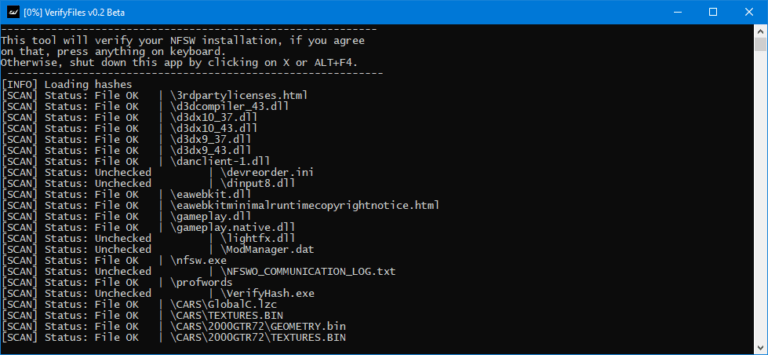 [0%] VerifyFiles v0.2 Beta
----------------------------------------------------------------
This tool will verify your NFSW installation, if you agree
on that, press anything on keyboard.
Otherwise, shut down this app by clicking on X or ALT+F4.
----------------------------------------------------------------
[INFO] Loading hashes
[SCAN] Status: File OK | \3rdpartylicenses.html
[SCAN] Status: File OK | \d3dcompiler_43.dll
[SCAN] Status: File OK | \d3dx10_37.dll
[SCAN] Status: File OK | \d3dx10_43.dll
[SCAN] Status: File OK | \d3dx9_37.dll
[SCAN] Status: File OK | \d3dx9_43.dll
[SCAN] Status: File OK | \danclient-1.dll
[SCAN] Status: Unchecked | \devreorder.ini
[SCAN] Status: Unchecked | \dinput8.dll
[SCAN] Status: File OK | \eawebkit.dll
[SCAN] Status: File OK | \eawebkitminimalruntimecopyrightnotice.html
[SCAN] Status: File OK | \gameplay.dll
[SCAN] Status: File OK | \gameplay.native.dll
[SCAN] Status: Unchecked | \lightfx.dll
[SCAN] Status: Unchecked | \ModManager.dat
[SCAN] Status: File OK | \nfsw.exe
[SCAN] Status: Unchecked | \NFSWO_COMMUNICATION_LOG.txt
[SCAN] Status: File OK | \profwords
[SCAN] Status: Unchecked | \VerifyHash.exe
[SCAN] Status: File OK | \CARS\GlobalC.lzc
[SCAN] Status: File OK | \CARS\TEXTURES.BIN
[SCAN] Status: File OK | \CARS\2000GTR72\GEOMETRY.bin
[SCAN] Status: File OK | \CARS\2000GTR72\TEXTURES.BIN